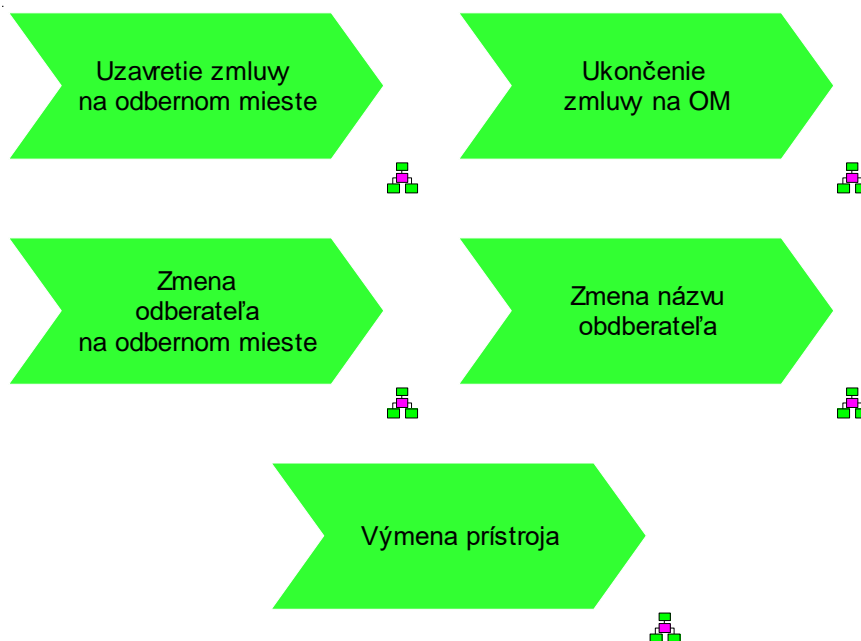 Uzavretie zmluvy
na odbernom mieste
Ukončenie
zmluvy na OM
Zmena
odberateľa
na odbernom mieste
Zmena názvu
obdberateľa
Výmena prístroja